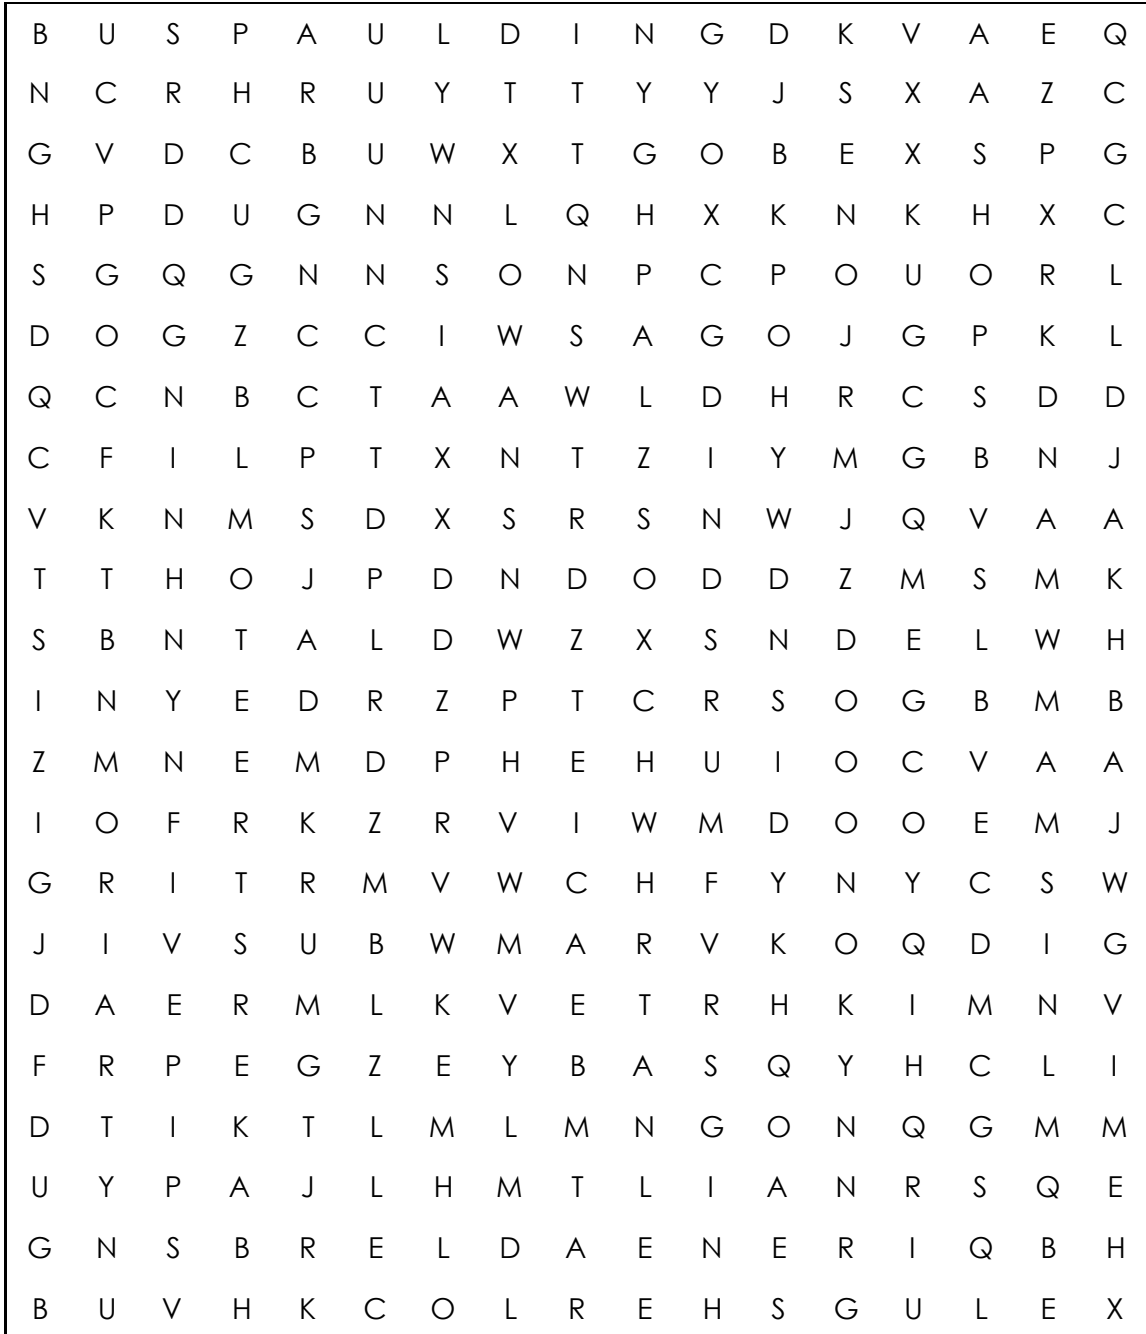 B U S P A U L D I N G D K V A E Q
N C R H R U Y T T Y Y J S X A Z C
G V D C B U W X T G O B E X S P G
H P D U G N N L Q H X K N K H X C
S G Q G N N S O N P C P O U O R L
D O G Z C C I W S A G O J G P K L
Q C N B C T A A W L D H R C S D D
C F I L P T X N T Z I Y M G B N J
V K N M S D X S R S N W J Q V A A
T T H O J P D N D O D D Z M S M K
S B N T A L D W Z X S N D E L W H
I N Y E D R Z P T C R S O G B M B
Z M N E M D P H E H U I O C V A A
I O F R K Z R V I W M D O O E M J
G R I T R M V W C H F Y N Y C S W
J I V S U B W M A R V K O Q D I G
D A E R M L K V E T R H K I M N V
F R P E G Z E Y B A S Q Y H C L I
D T I K T L M L M N G O N Q G M M
U Y P A J L H M T L I A N R S Q E
G N S B R E L D A E N E R I Q B H
B U V H K C O L R E H S G U L E X